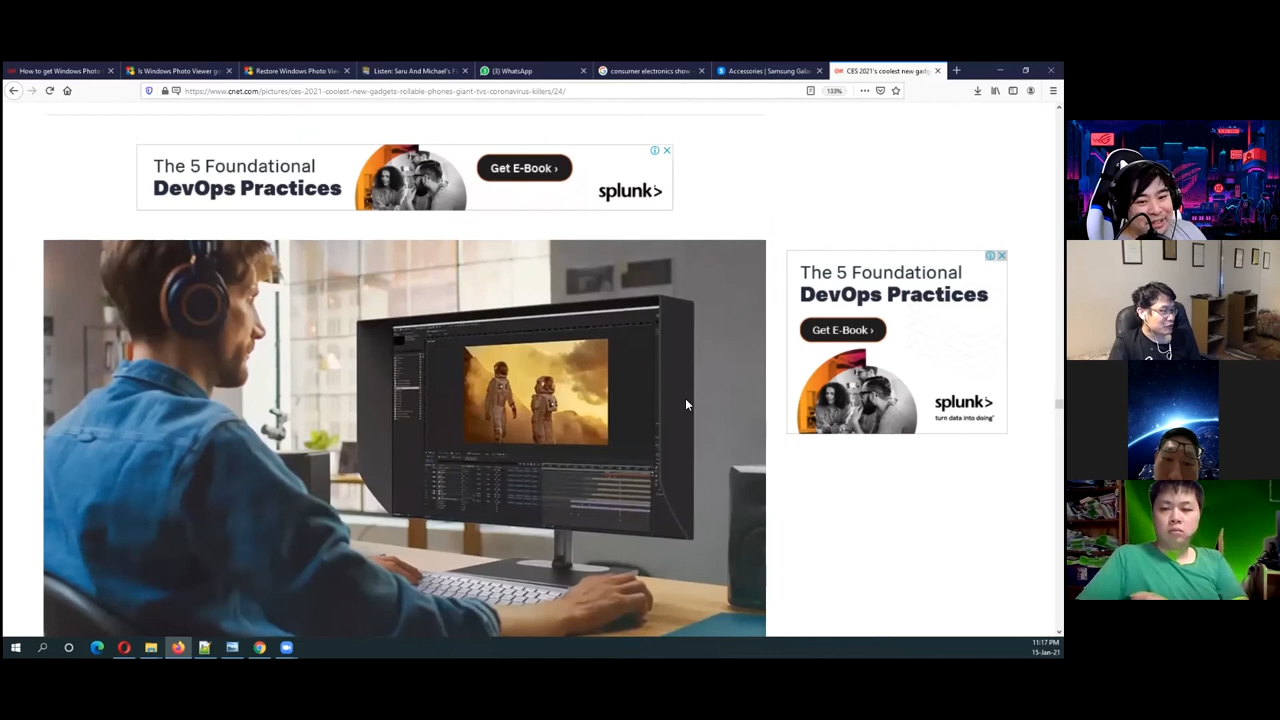 How to get Windows Photo
Is Windows Photo Viewer go
Restore Windows Photo Vie
Listen: Saru And Michael's F
(3) WhatsApp
consumer electronics show
Accessories | Samsung Gala
CES 2021's coolest new gadg
https://www.cnet.com/pictures/ces-2021-coolest-new-gadgets-rollable-phones-giant-tvs-coronavirus-killers/24/
133%
The 5 Foundational
DevOps Practices
Get E-Book ›
splunk>
The 5 Foundational
DevOps Practices
Get E-Book ›
splunk>
turn data into doing®
11:17 PM
15-Jan-21